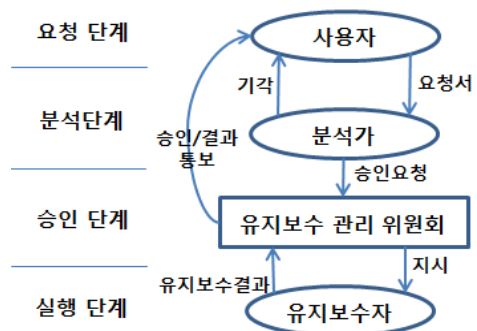 요청 단계
사용자
기각
요청서
분석단계
분석가
승인/결과
통보
승인요청
승인 단계
유지보수 관리 위원회
지시
유지보수결과
실행 단계
유지보수자